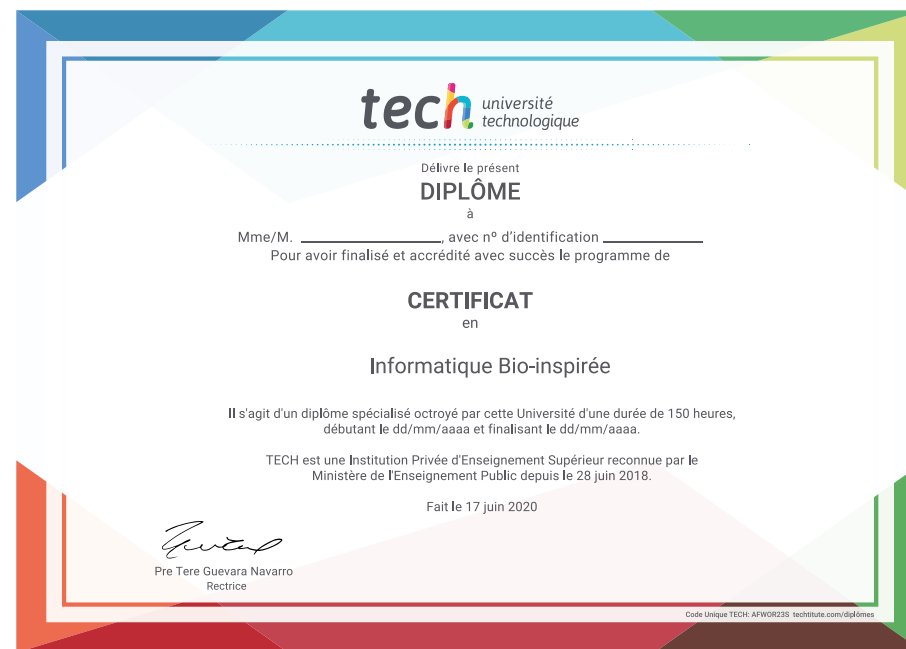 tech université
technologique
Délivre le présent
DIPLÔME
à
Mme/M. ____________________, avec nº d'identification ______________
Pour avoir finalisé et accrédité avec succès le programme de
CERTIFICAT
en
Informatique Bio-inspirée
Il s'agit d'un diplôme spécialisé octroyé par cette Université d'une durée de 150 heures,
débutant le dd/mm/aaaa et finalisant le dd/mm/aaaa.
TECH est une Institution Privée d'Enseignement Supérieur reconnue par le
Ministère de l'Enseignement Public depuis le 28 juin 2018.
Fait le 17 juin 2020
Pre Tere Guevara Navarro
Rectrice
Code Unique TECH: AFWOR23S techtitute.com/diplômes